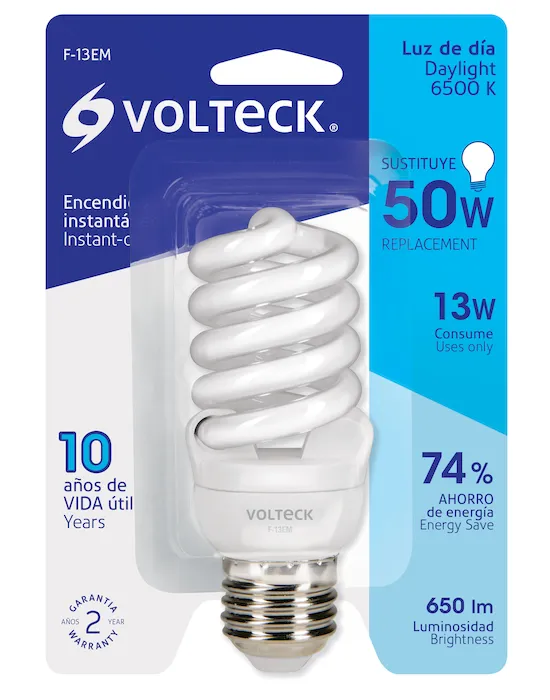 F-13EM
VOLTECK®
Luz de día
Daylight
6500 K
SUSTITUYE
50W
REPLACEMENT
Encendi
instantá
Instant-o
13W
Consume
Uses only
10
años de
VIDA útil
Years
74%
AHORRO
de energía
Energy Save
VOLTECK
F-13EM
GARANTIA
AÑOS 2 YEAR
WARRANTY
650 lm
Luminosidad
Brightness